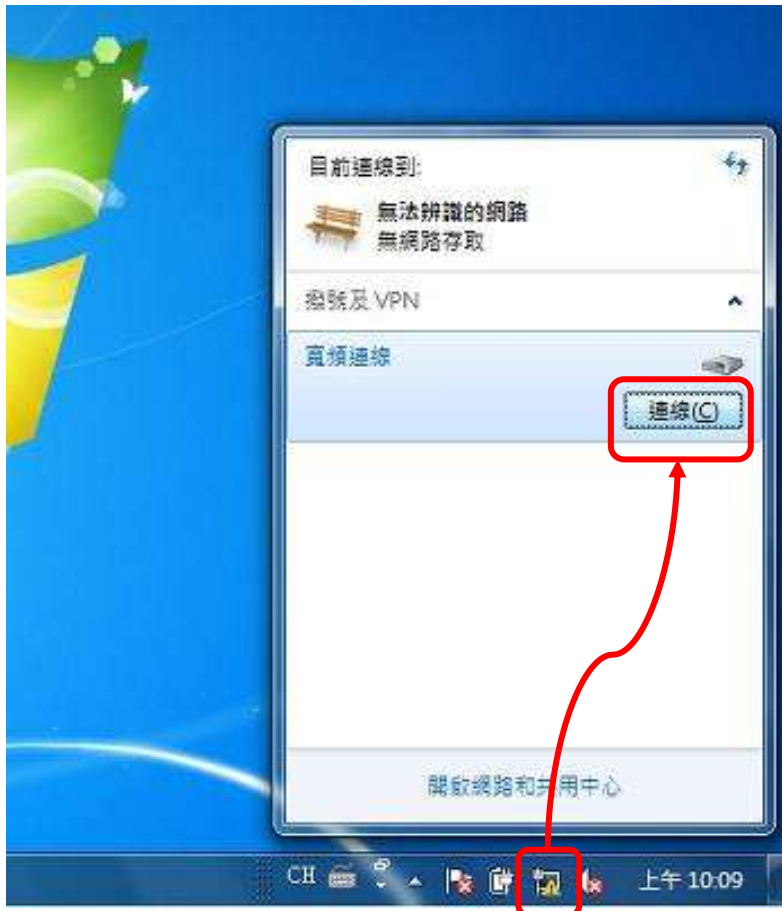 目前連線到:
無法辨識的網路
無網路存取
撥號及 VPN
寬頻連線
連線(C)
開啟網路和共用中心
CH
上午 10:09